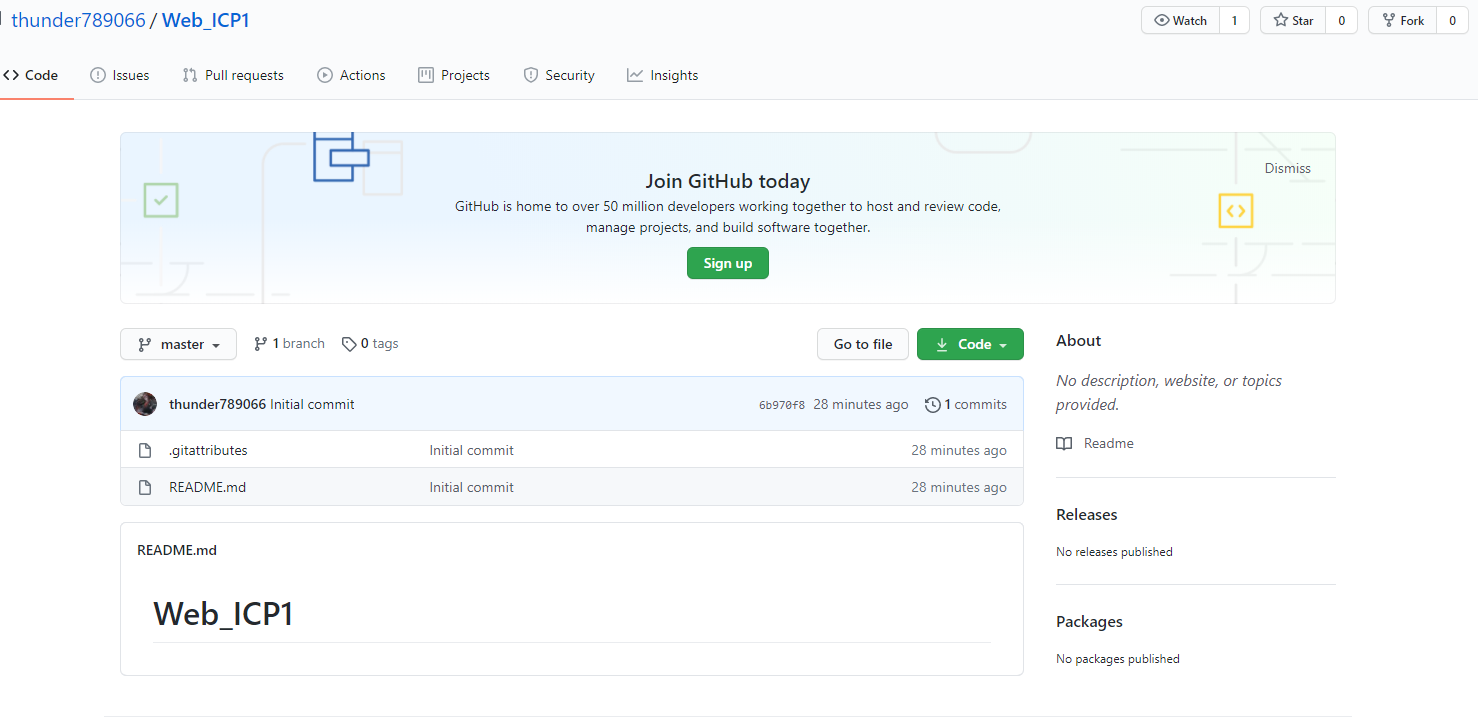 thunder789066 / Web_ICP1
Watch 1 Star 0 Fork 0
Code Issues Pull requests Actions Projects Security Insights
Dismiss
Join GitHub today
GitHub is home to over 50 million developers working together to host and review code,
manage projects, and build software together.
Sign up
master 1 branch 0 tags Go to file Code
thunder789066 Initial commit 6b970f8 28 minutes ago 1 commits
.gitattributes Initial commit 28 minutes ago
README.md Initial commit 28 minutes ago
README.md
Web_ICP1
About
No description, website, or topics
provided.
Readme
Releases
No releases published
Packages
No packages published